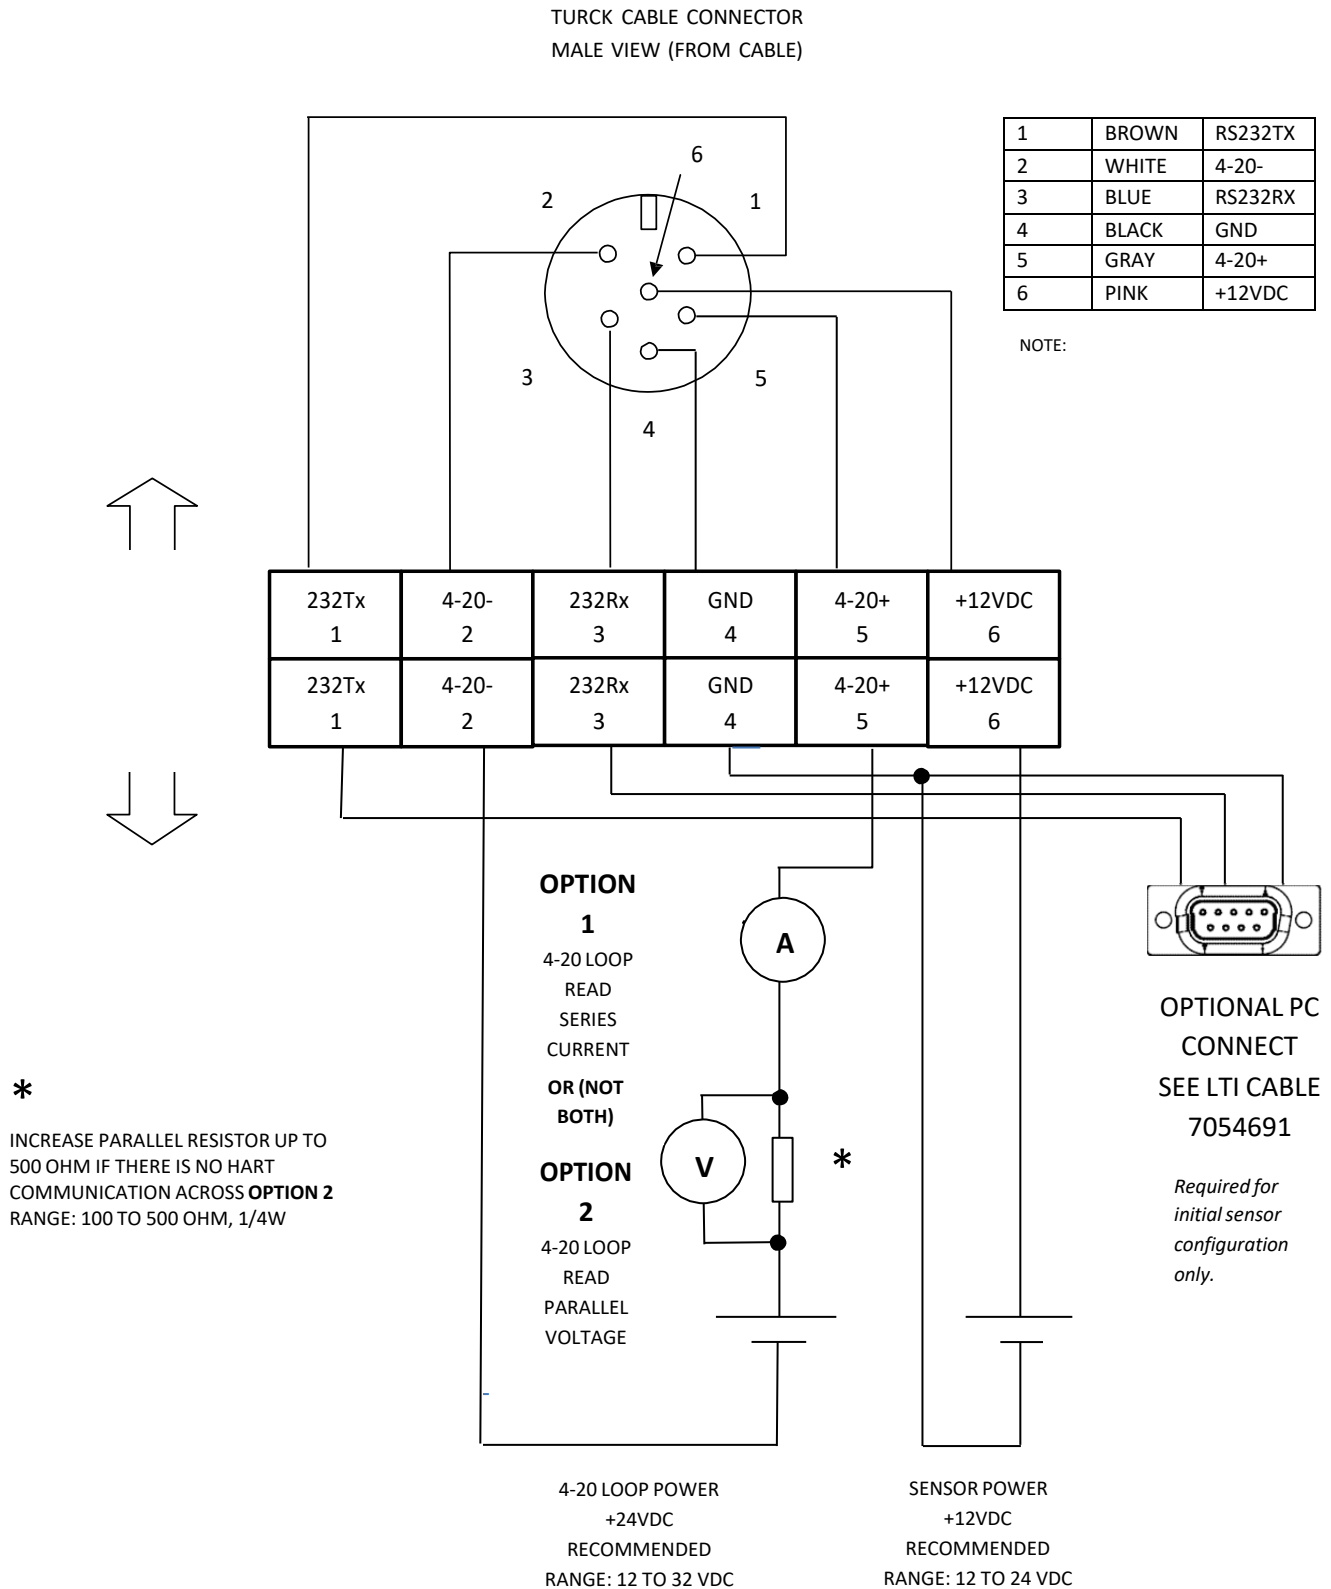 TURCK CABLE CONNECTOR
MALE VIEW (FROM CABLE)
6
2
1
3
5
4
1 BROWN RS232TX
2 WHITE 4-20-
3 BLUE RS232RX
4 BLACK GND
5 GRAY 4-20+
6 PINK +12VDC
NOTE:
232Tx 4-20- 232Rx GND 4-20+ +12VDC
1 2 3 4 5 6
232Tx 4-20- 232Rx GND 4-20+ +12VDC
1 2 3 4 5 6
OPTION
1
4-20 LOOP
READ
SERIES
CURRENT
OR (NOT
BOTH)
OPTION
2
4-20 LOOP
READ
PARALLEL
VOLTAGE
A
V
*
*
INCREASE PARALLEL RESISTOR UP TO
500 OHM IF THERE IS NO HART
COMMUNICATION ACROSS OPTION 2
RANGE: 100 TO 500 OHM, 1/4W
OPTIONAL PC
CONNECT
SEE LTI CABLE
7054691
Required for
initial sensor
configuration
only.
4-20 LOOP POWER
+24VDC
RECOMMENDED
RANGE: 12 TO 32 VDC
SENSOR POWER
+12VDC
RECOMMENDED
RANGE: 12 TO 24 VDC